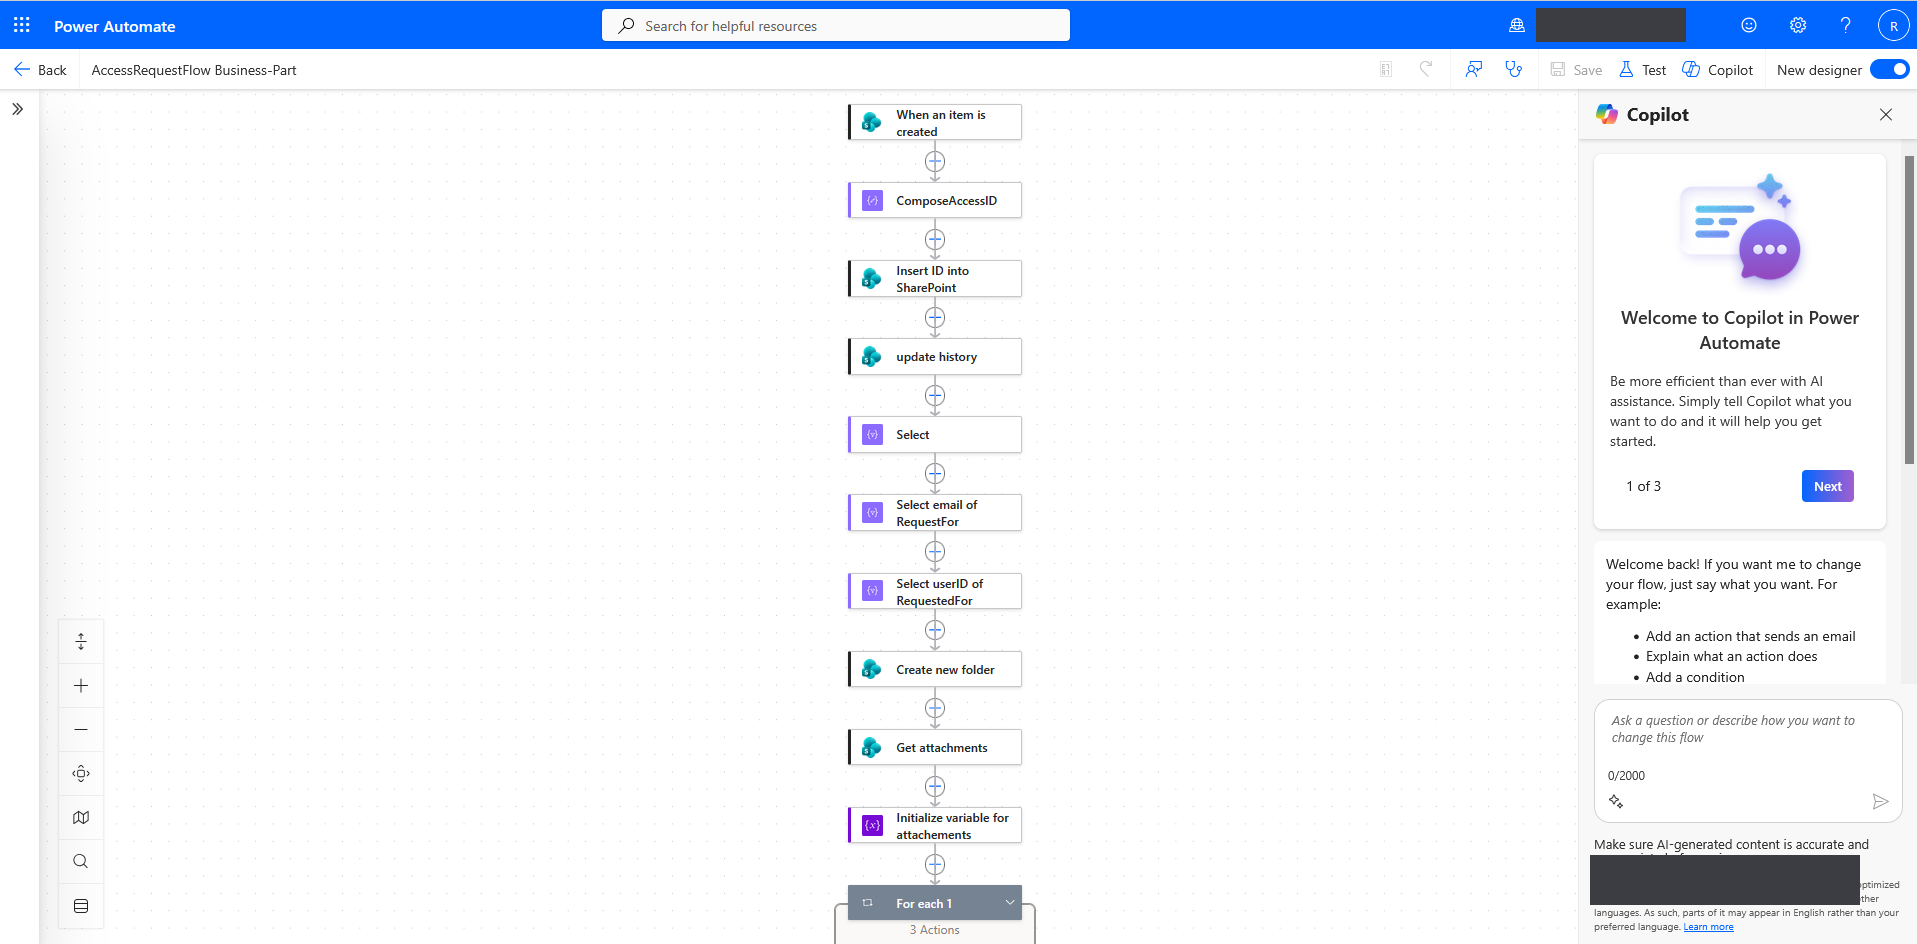 Power Automate
Search for helpful resources
R
Back
AccessRequestFlow Business-Part
Save
Test
Copilot
New designer
When an item is
created
ComposeAccessID
Insert ID into
SharePoint
update history
Select
Select email of
RequestFor
Select userID of
RequestedFor
Create new folder
Get attachments
Initialize variable for
attachements
For each 1
3 Actions
Copilot
Welcome to Copilot in Power
Automate
Be more efficient than ever with AI
assistance. Simply tell Copilot what you
want to do and it will help you get
started.
1 of 3
Next
Welcome back! If you want me to change
your flow, just say what you want. For
example:
• Add an action that sends an email
• Explain what an action does
• Add a condition
Ask a question or describe how you want to
change this flow
0/2000
Make sure AI-generated content is accurate and
languages. As such, parts of it may appear in English rather than your
preferred language. Learn more